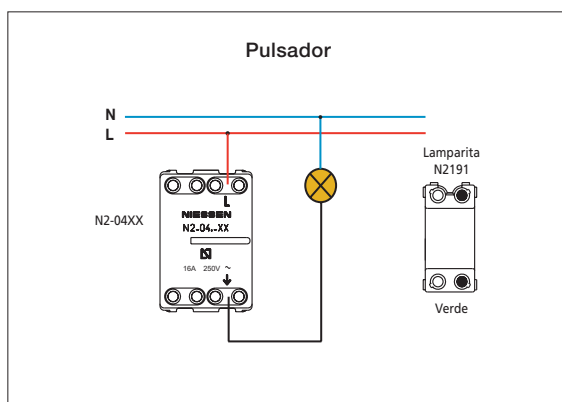 Pulsador
N
L
Lamparita
N2191
N2-04XX
L
NIESSEN
N2-04.-XX
16A 250V ~
Verde